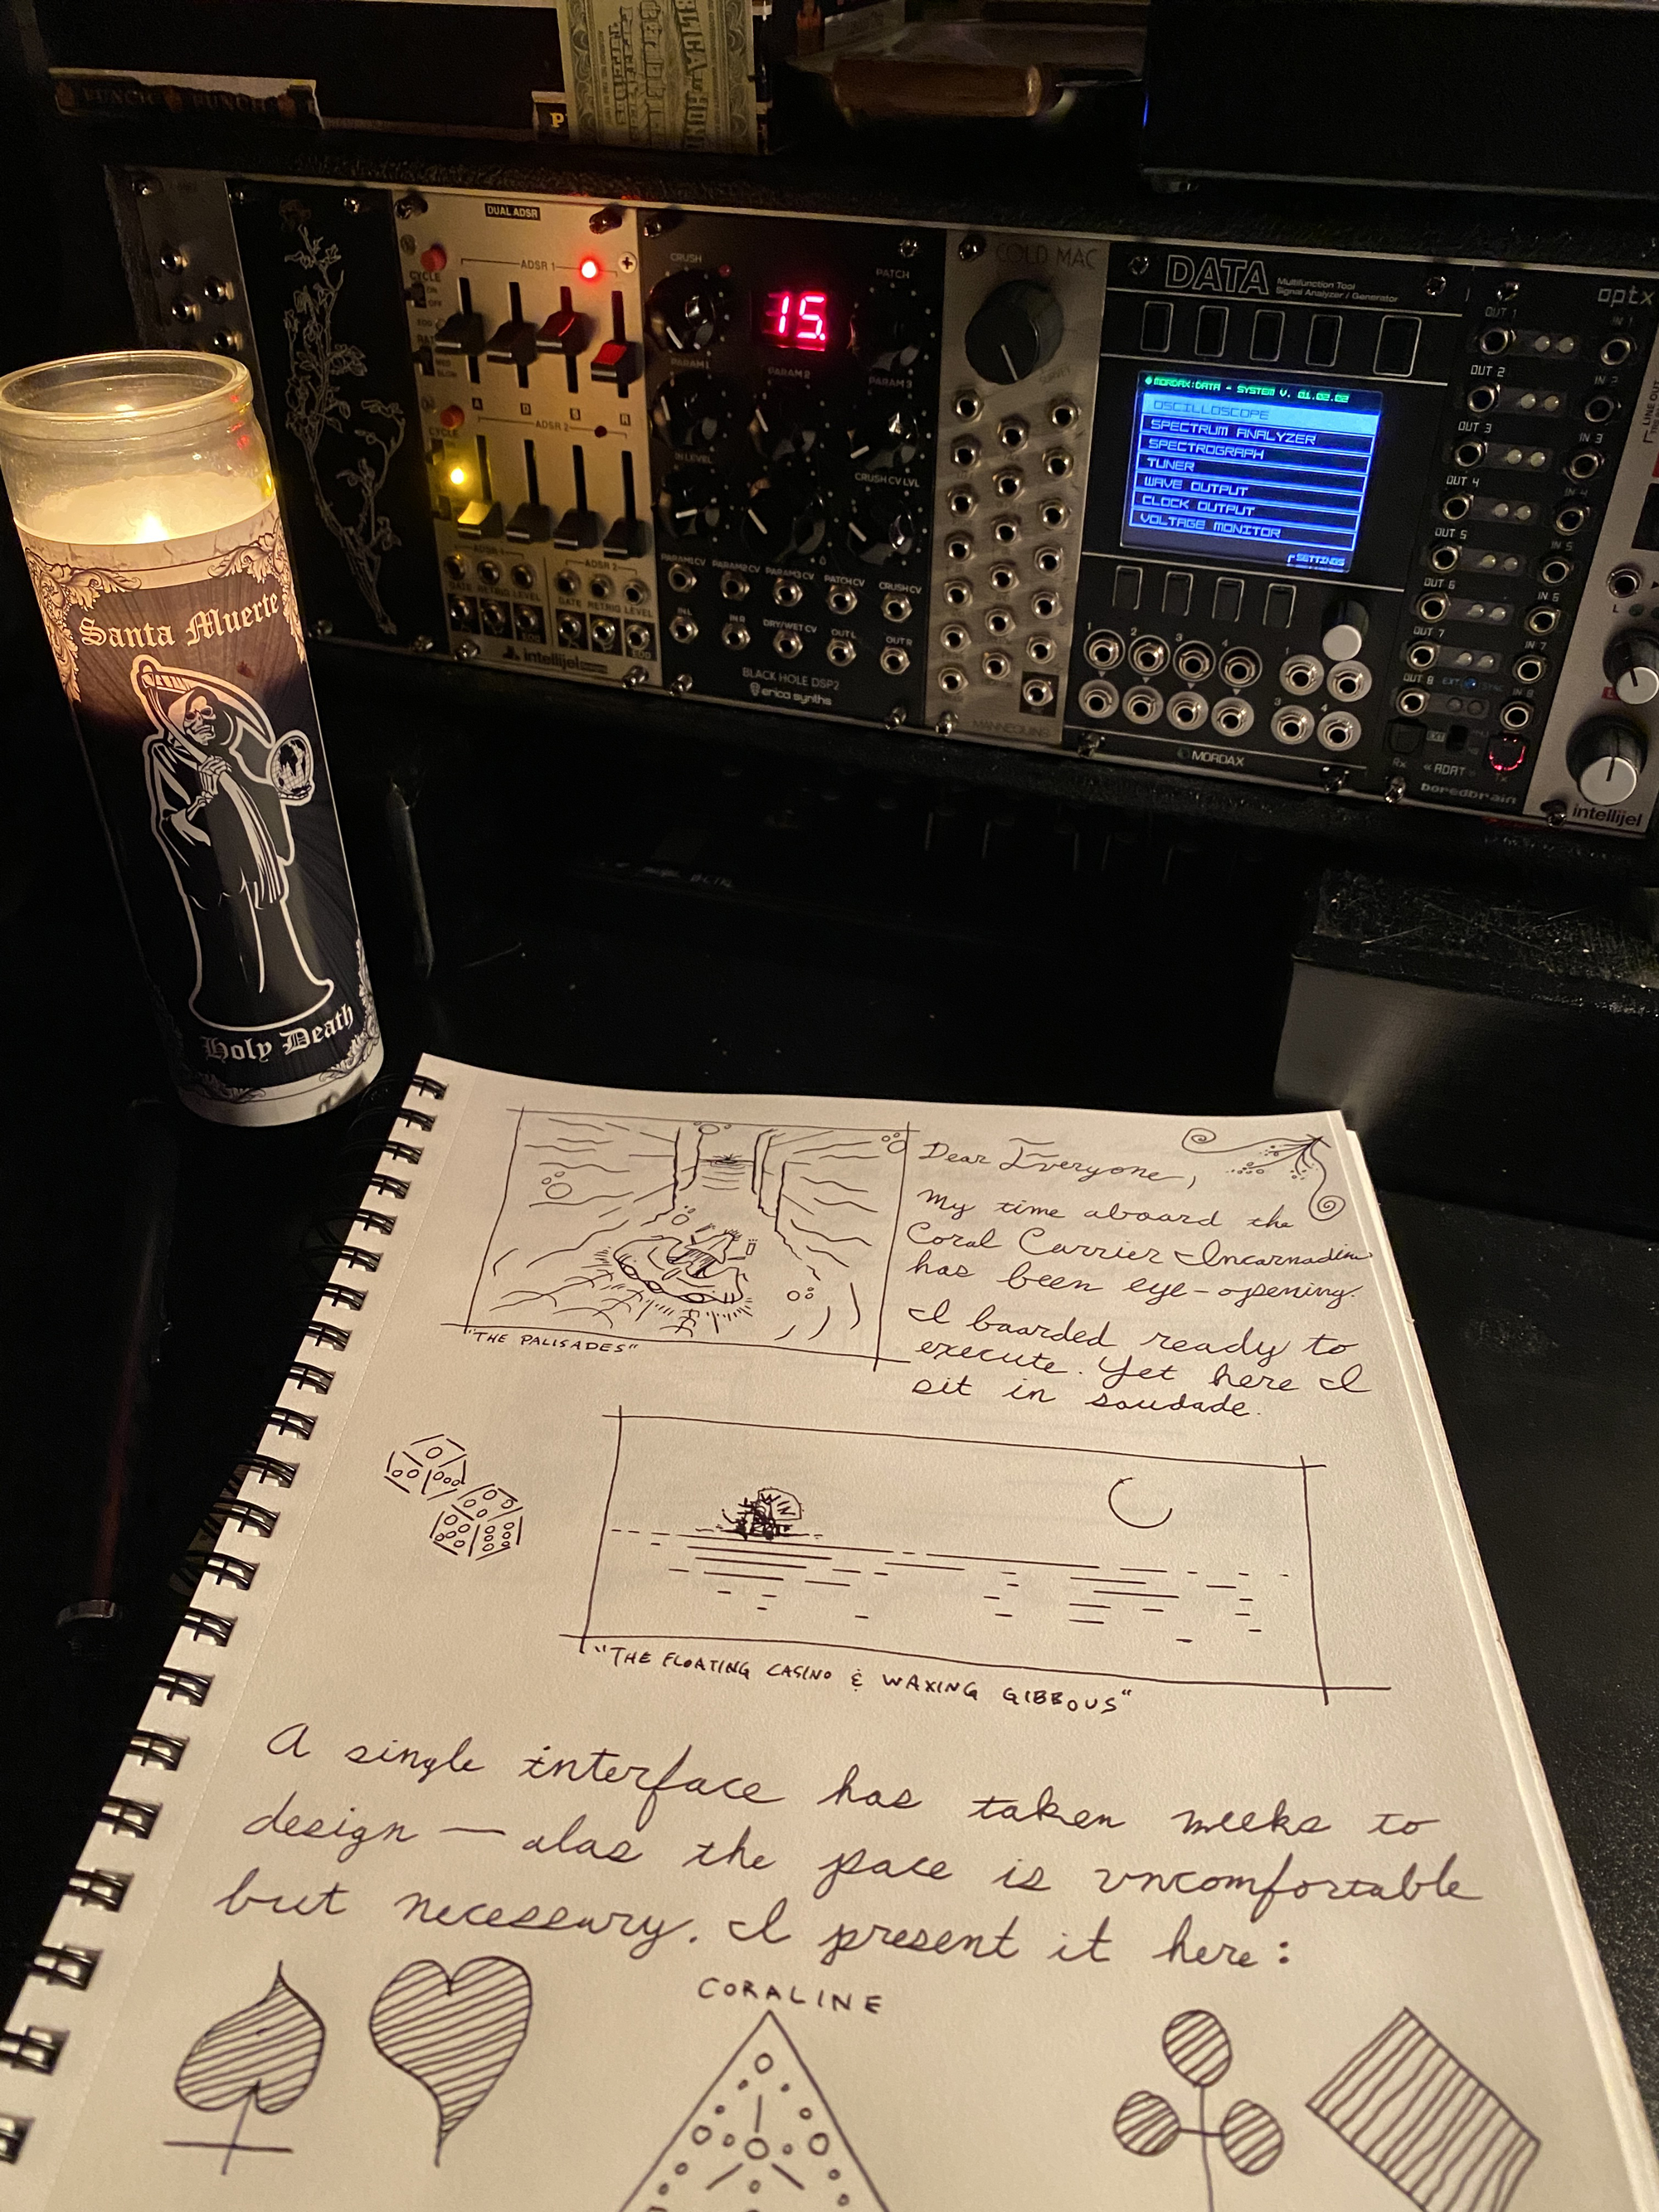 PUNCH PUNCH
DUAL ADSR
ADSR 1
CYCLE
ON
OFF
A D S R
ADSR 2
CYCLE
ADSR 1
ADSR 2
GATE RETRIG LEVEL
GATE RETRIG LEVEL
EOG
EOG
intellijel
CRUSH
PATCH
15.
PARAM 1
PARAM 2
PARAM 3
IN LEVEL
CRUSH CV LVL
PARAM1 CV PARAM2 CV PARAM3 CV PATCH CV CRUSH CV
IN L IN R DRY/WET CV OUT L OUT R
BLACK HOLE DSP2
erica synths
COLD MAC
SURVEY
MANNEQUINS
DATA
Multifunction Tool
Signal Analyzer / Generator
MORDAX:DATA - SYSTEM V. 01.02.02
OSCILLOSCOPE
SPECTRUM ANALYZER
SPECTROGRAPH
TUNER
WAVE OUTPUT
CLOCK OUTPUT
VOLTAGE MONITOR
SETTINGS
1 2 3 4
MORDAX
optx
OUT 1 IN 1
OUT 2 IN 2
OUT 3 IN 3
OUT 4 IN 4
OUT 5 IN 5
OUT 6 IN 6
OUT 7 IN 7
OUT 8 IN 8
Rx «ADAT» Tx
boredbrain
LINE OUT
L
intellijel
Santa Muerte
Holy Death
Dear Everyone,
My time aboard the
Coral Carrier Incarnadine
has been eye-opening.
I boarded ready to
execute. Yet here I
sit in saudade.
"THE PALISADES"
"THE FLOATING CASINO & WAXING GIBBOUS"
A single interface has taken weeks to
design — alas the pace is uncomfortable
but necessary. I present it here:
CORALINE